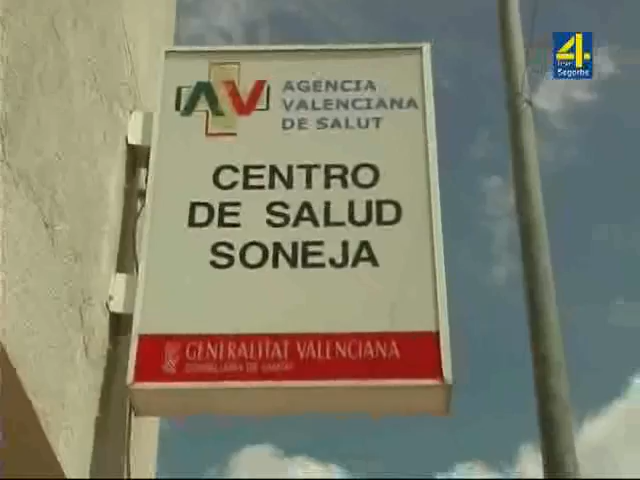 AV AGENCIA
VALENCIANA
DE SALUT
CENTRO
DE SALUD
SONEJA
GENERALITAT VALENCIANA
4
Segorbe